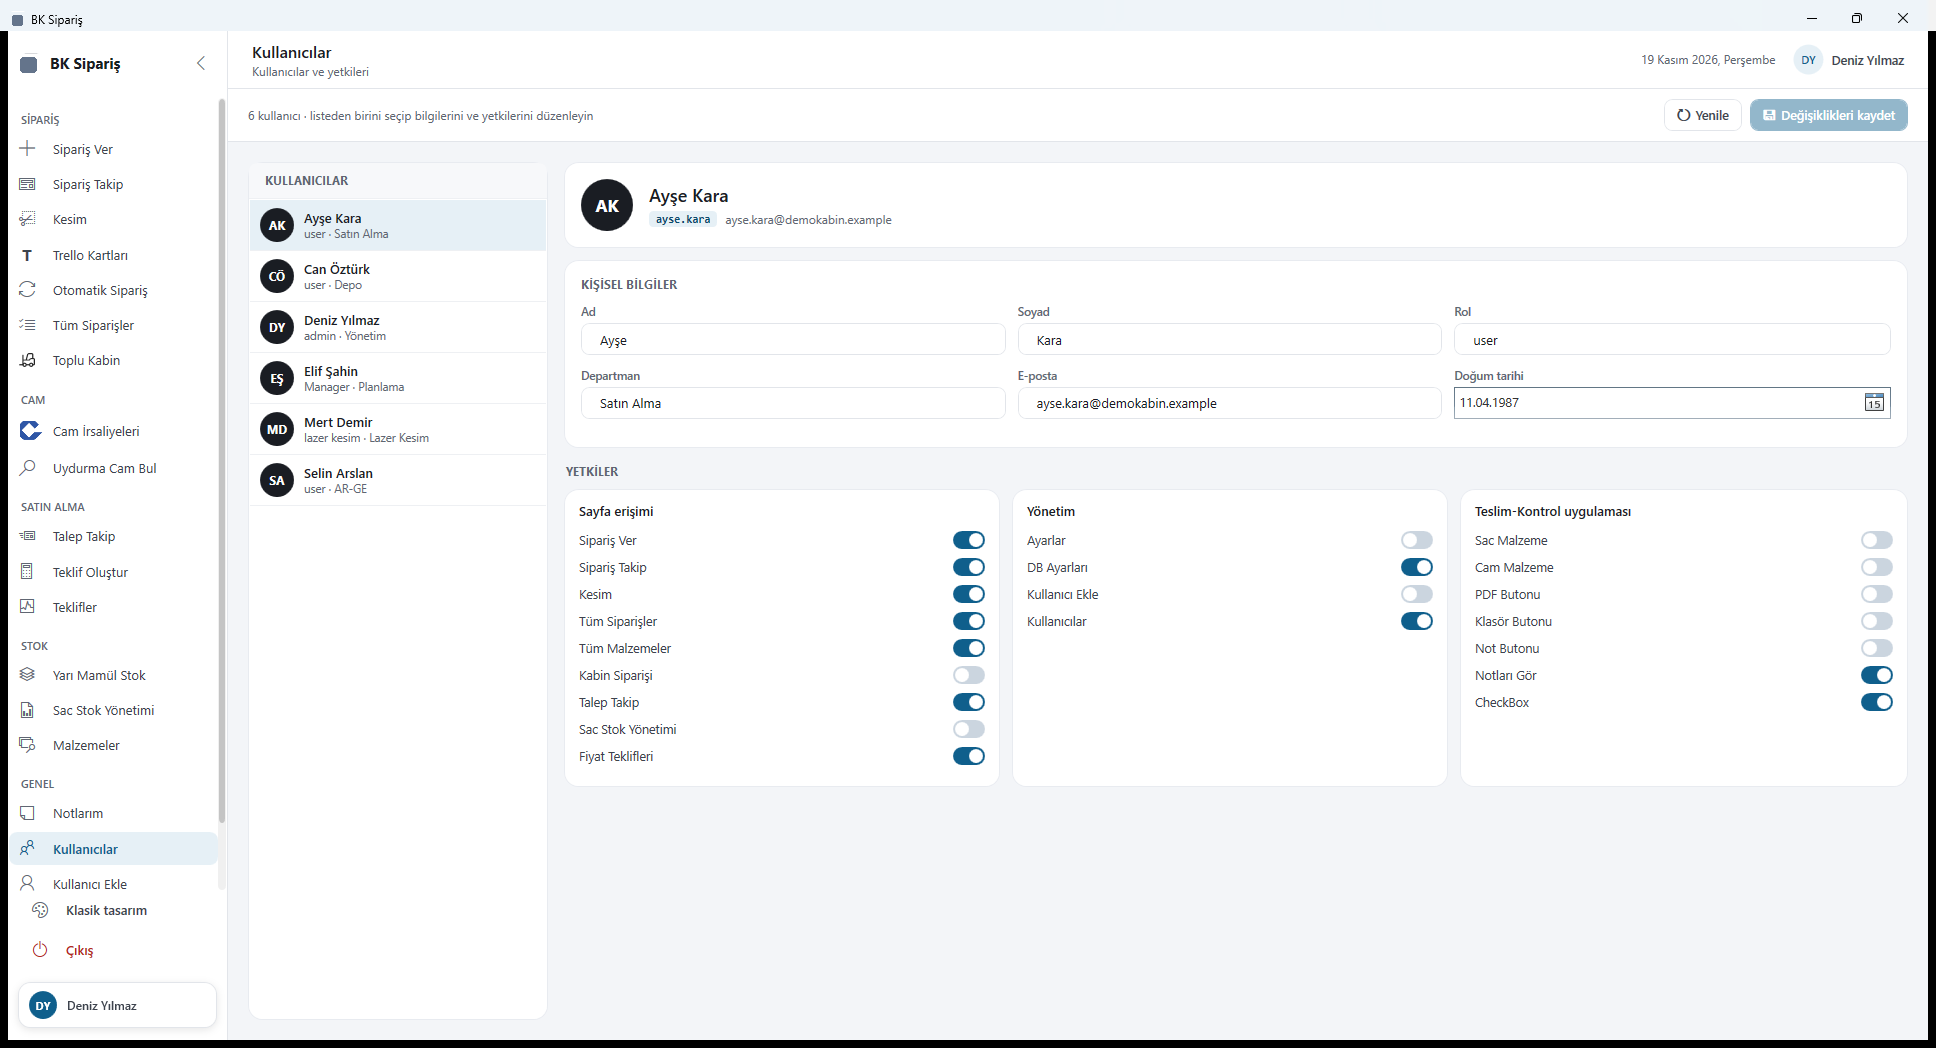 BK Sipariş
BK Sipariş
SİPARİŞ
Sipariş Ver
Sipariş Takip
Kesim
T Trello Kartları
Otomatik Sipariş
Tüm Siparişler
Toplu Kabin
CAM
Cam İrsaliyeleri
Uydurma Cam Bul
SATIN ALMA
Talep Takip
Teklif Oluştur
Teklifler
STOK
Yarı Mamül Stok
Sac Stok Yönetimi
Malzemeler
GENEL
Notlarım
Kullanıcılar
Kullanıcı Ekle
Klasik tasarım
Çıkış
DY Deniz Yılmaz
Kullanıcılar
Kullanıcılar ve yetkileri
19 Kasım 2026, Perşembe DY Deniz Yılmaz
6 kullanıcı · listeden birini seçip bilgilerini ve yetkilerini düzenleyin
Yenile Değişiklikleri kaydet
KULLANICILAR
AK Ayşe Kara
user · Satın Alma
CÖ Can Öztürk
user · Depo
DY Deniz Yılmaz
admin · Yönetim
EŞ Elif Şahin
Manager · Planlama
MD Mert Demir
lazer kesim · Lazer Kesim
SA Selin Arslan
user · AR-GE
AK Ayşe Kara
ayse.kara ayse.kara@demokabin.example
KİŞİSEL BİLGİLER
Ad Soyad Rol
Ayşe Kara user
Departman E-posta Doğum tarihi
Satın Alma ayse.kara@demokabin.example 11.04.1987 15
YETKİLER
Sayfa erişimi
Sipariş Ver
Sipariş Takip
Kesim
Tüm Siparişler
Tüm Malzemeler
Kabin Siparişi
Talep Takip
Sac Stok Yönetimi
Fiyat Teklifleri
Yönetim
Ayarlar
DB Ayarları
Kullanıcı Ekle
Kullanıcılar
Teslim-Kontrol uygulaması
Sac Malzeme
Cam Malzeme
PDF Butonu
Klasör Butonu
Not Butonu
Notları Gör
CheckBox